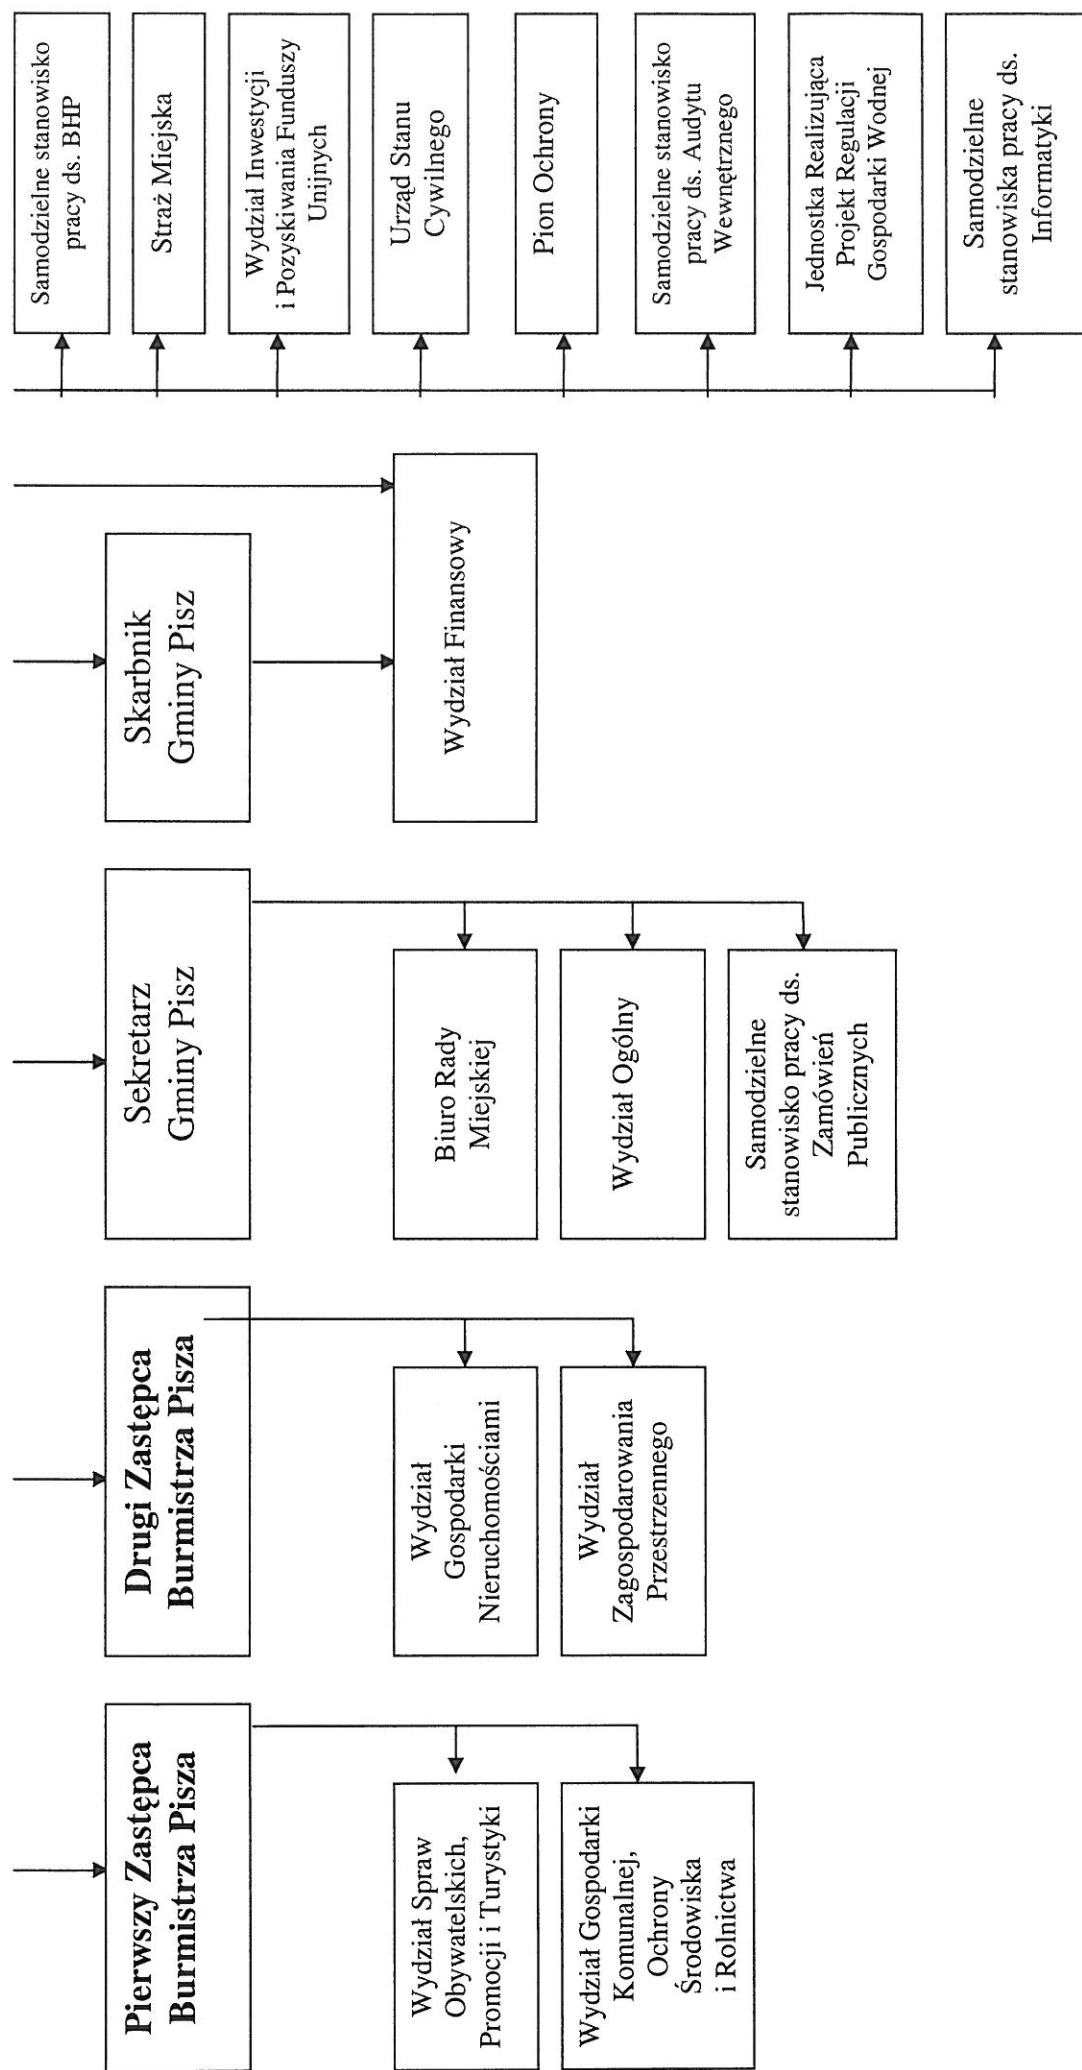 Pierwszy Zastępca
Burmistrza Pisza
Drugi Zastępca
Burmistrza Pisza
Sekretarz
Gminy Pisz
Skarbnik
Gminy Pisz
Wydział Spraw
Obywatelskich,
Promocji i Turystyki
Wydział Gospodarki
Komunalnej,
Ochrony
Środowiska
i Rolnictwa
Wydział
Gospodarki
Nieruchomościami
Wydział
Zagospodarowania
Przestrzennego
Biuro Rady
Miejskiej
Wydział Ogólny
Samodzielne
stanowisko pracy ds.
Zamówień
Publicznych
Wydział Finansowy
Samodzielne stanowisko
pracy ds. BHP
Straż Miejska
Wydział Inwestycji
i Pozyskiwania Funduszy
Unijnych
Urząd Stanu
Cywilnego
Pion Ochrony
Samodzielne stanowisko
pracy ds. Audytu
Wewnętrznego
Jednostka Realizująca
Projekt Regulacji
Gospodarki Wodnej
Samodzielne
stanowiska pracy ds.
Informatyki